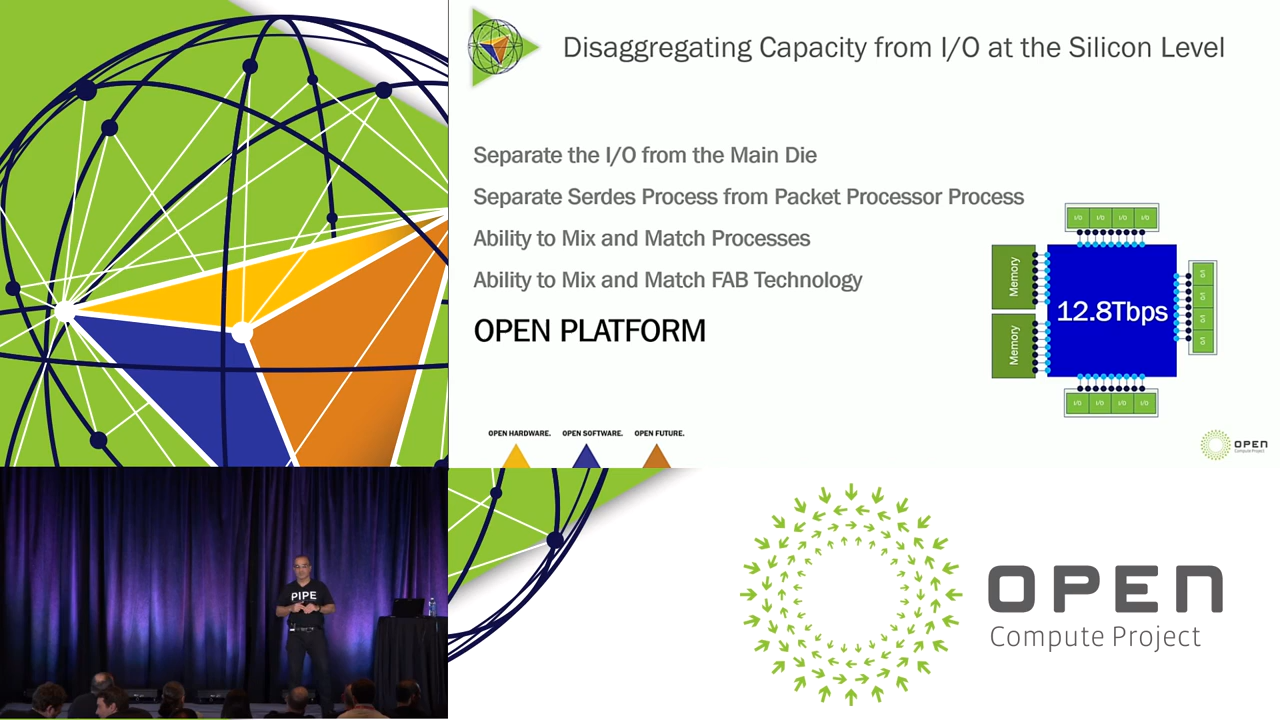 Disaggregating Capacity from I/O at the Silicon Level
Separate the I/O from the Main Die
Separate Serdes Process from Packet Processor Process
Ability to Mix and Match Processes
Ability to Mix and Match FAB Technology
OPEN PLATFORM
I/O I/O I/O I/O
Memory
Memory
12.8Tbps
I/O
I/O
I/O
I/O
I/O I/O I/O I/O
OPEN HARDWARE. OPEN SOFTWARE. OPEN FUTURE.
OPEN
Compute Project
PIPE
OPEN
Compute Project